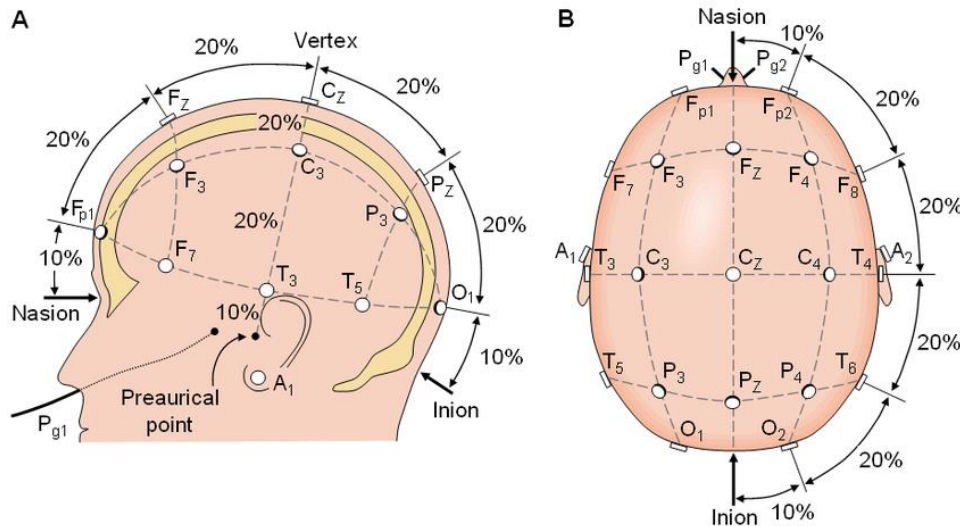 A
20%
Vertex
20%
F_Z
C_Z
20%
20%
20%
F_3
C_3
P_Z
F_p1
20%
P_3
20%
10%
F_7
T_3
T_5
O_1
Nasion
10%
10%
A_1
Preaurical
point
Inion
P_g1
B
Nasion
10%
P_g1
P_g2
20%
F_p1
F_p2
F_7
F_3
F_Z
F_4
F_8
20%
A_1
T_3
C_3
C_Z
C_4
T_4
A_2
20%
T_5
P_3
P_Z
P_4
T_6
O_1
O_2
20%
10%
Inion